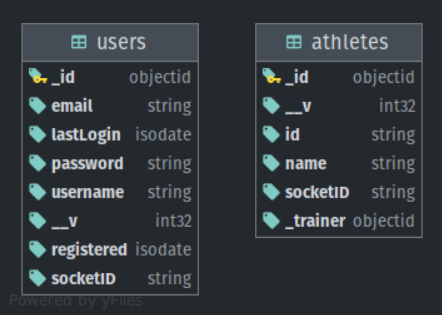 users
_id objectid
email string
lastLogin isodate
password string
username string
__v int32
registered isodate
socketID string
athletes
_id objectid
__v int32
id string
name string
socketID string
_trainer objectid
Powered by yFiles